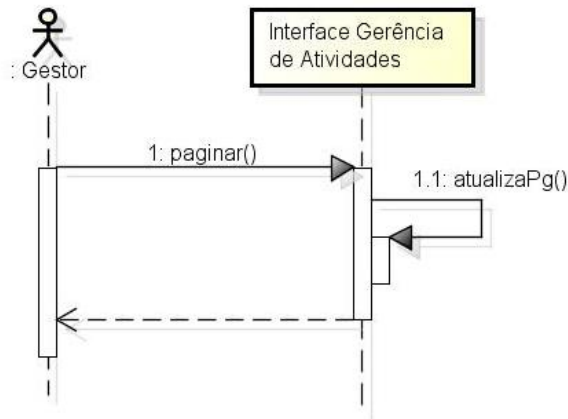 : Gestor
Interface Gerência
de Atividades
1: paginar()
1.1: atualizaPg()